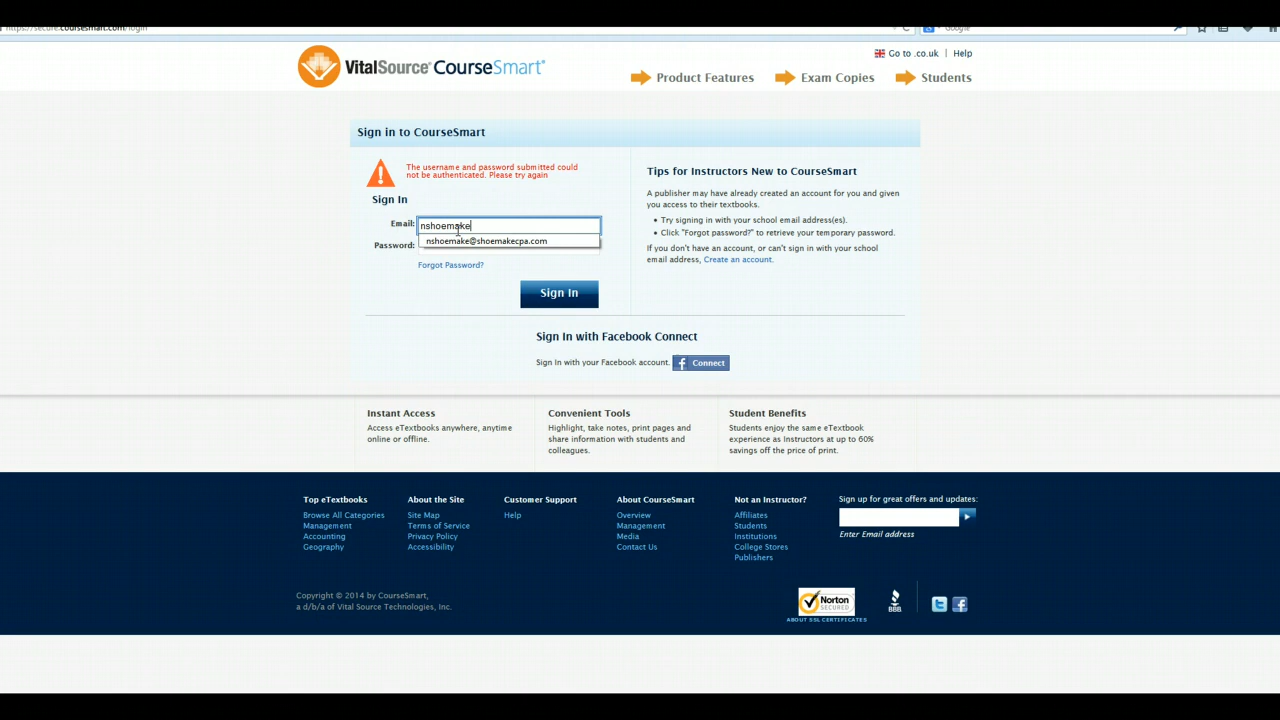 https://secure.coursesmart.com/login
Google
VitalSource® CourseSmart®
Go to .co.uk | Help
Product Features
Exam Copies
Students
Sign in to CourseSmart
The username and password submitted could
not be authenticated. Please try again
Sign In
Email: nshoemake
nshoemake@shoemakecpa.com
Password:
Forgot Password?
Sign In
Tips for Instructors New to CourseSmart
A publisher may have already created an account for you and given
you access to their textbooks.
• Try signing in with your school email address(es).
• Click "Forgot password?" to retrieve your temporary password.
If you don't have an account, or can't sign in with your school
email address, Create an account.
Sign In with Facebook Connect
Sign In with your Facebook account. f Connect
Instant Access
Access eTextbooks anywhere, anytime
online or offline.
Convenient Tools
Highlight, take notes, print pages and
share information with students and
colleagues.
Student Benefits
Students enjoy the same eTextbook
experience as Instructors at up to 60%
savings off the price of print.
Top eTextbooks
Browse All Categories
Management
Accounting
Geography
About the Site
Site Map
Terms of Service
Privacy Policy
Accessibility
Customer Support
Help
About CourseSmart
Overview
Management
Media
Contact Us
Not an Instructor?
Affiliates
Students
Institutions
College Stores
Publishers
Sign up for great offers and updates:
Enter Email address
Copyright © 2014 by CourseSmart,
a d/b/a of Vital Source Technologies, Inc.
Norton
SECURED
ABOUT SSL CERTIFICATES
BBB